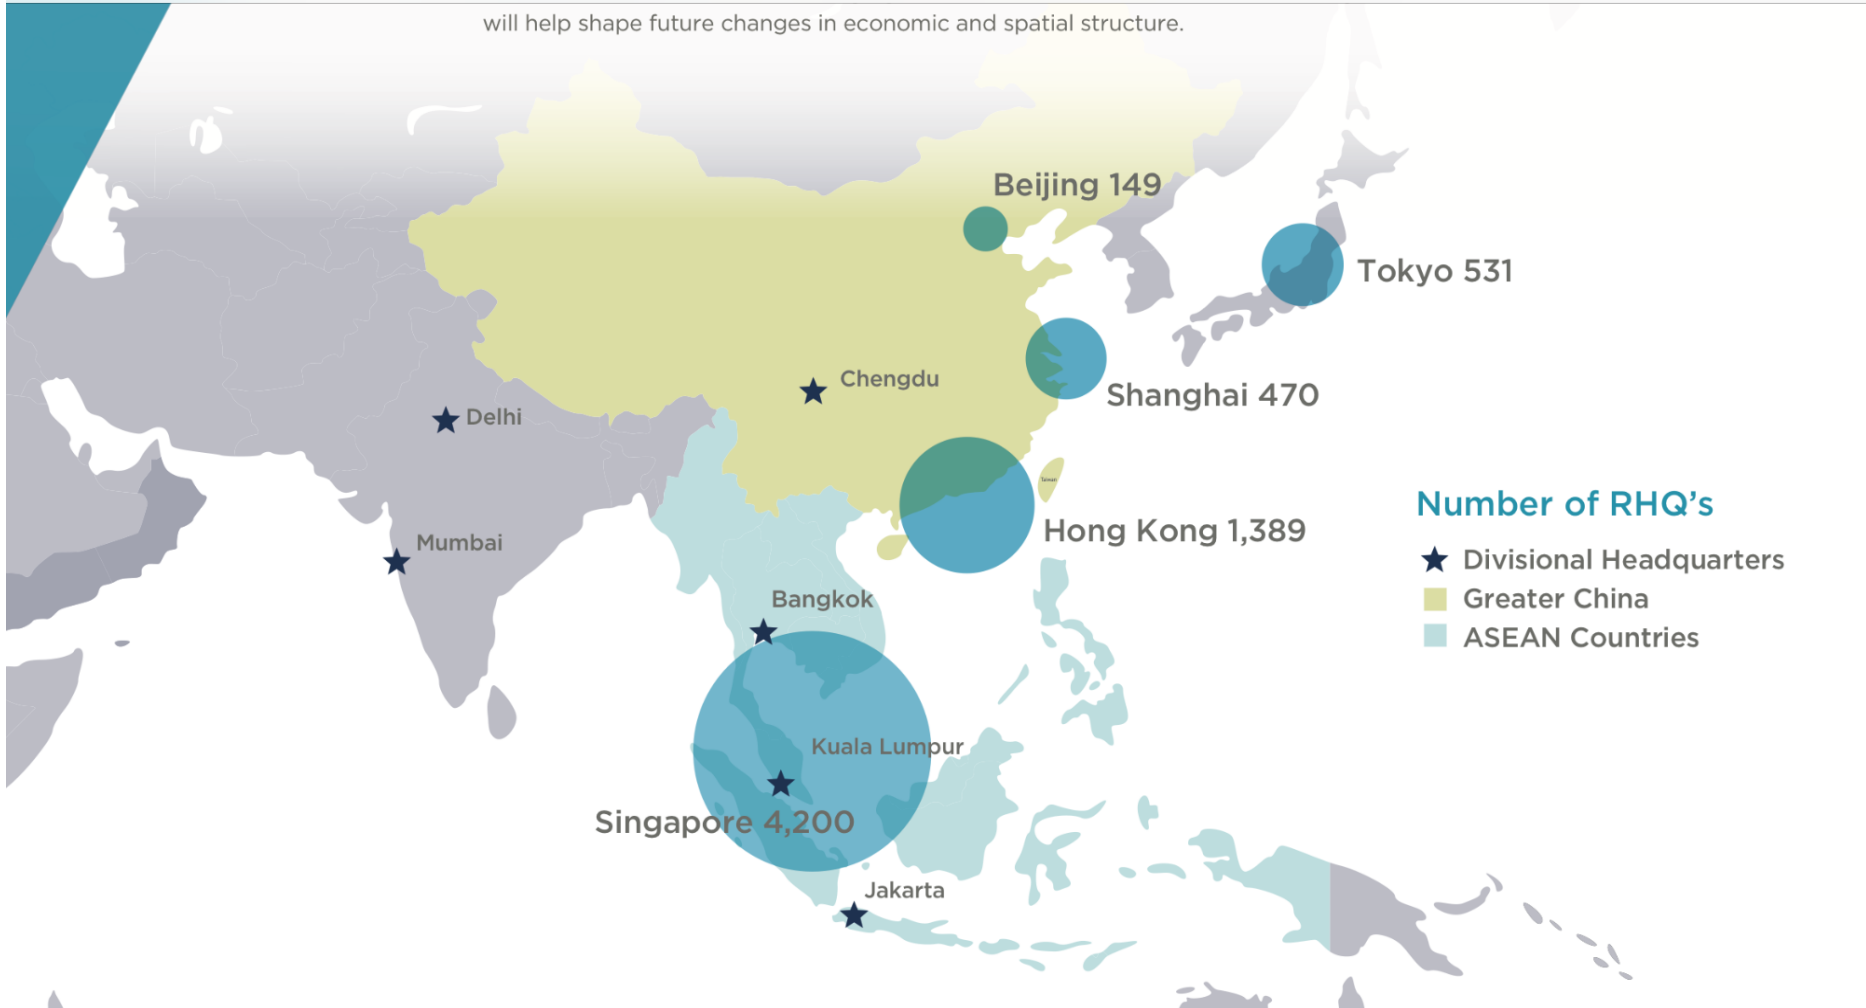 will help shape future changes in economic and spatial structure.
Beijing 149
Tokyo 531
Chengdu
Shanghai 470
Delhi
Taiwan
Number of RHQ’s
Hong Kong 1,389
Mumbai
Divisional Headquarters
Greater China
Bangkok
ASEAN Countries
Kuala Lumpur
Singapore 4,200
Jakarta